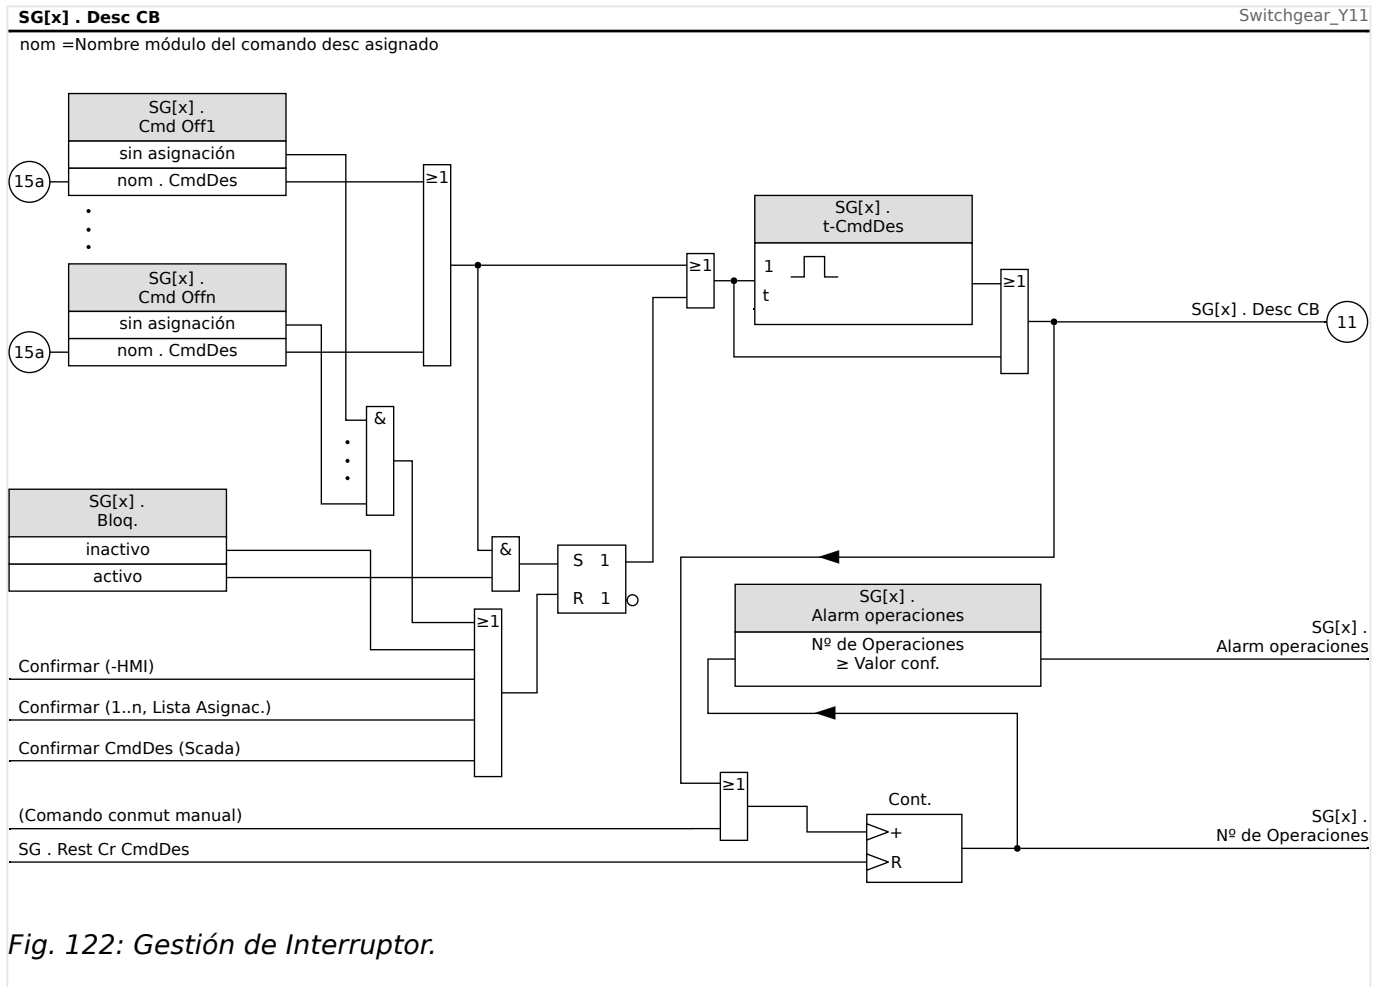 SG[x] . Desc CB
Switchgear_Y11
nom =Nombre módulo del comando desc asignado
SG[x] .
Cmd Off1
sin asignación
15a
nom . CmdDes
≥1
SG[x] .
t-CmdDes
SG[x] .
Cmd Offn
≥1
1
t
≥1
sin asignación
SG[x] . Desc CB
11
15a
nom . CmdDes
&
SG[x] .
Bloq.
inactivo
activo
&
S 1
R 1
SG[x] .
Alarm operaciones
Nº de Operaciones
≥ Valor conf.
SG[x] .
Alarm operaciones
≥1
Confirmar (-HMI)
Confirmar (1..n, Lista Asignac.)
Confirmar CmdDes (Scada)
≥1
Cont.
(Comando conmut manual)
+
SG[x] .
Nº de Operaciones
SG . Rest Cr CmdDes
R
Fig. 122: Gestión de Interruptor.